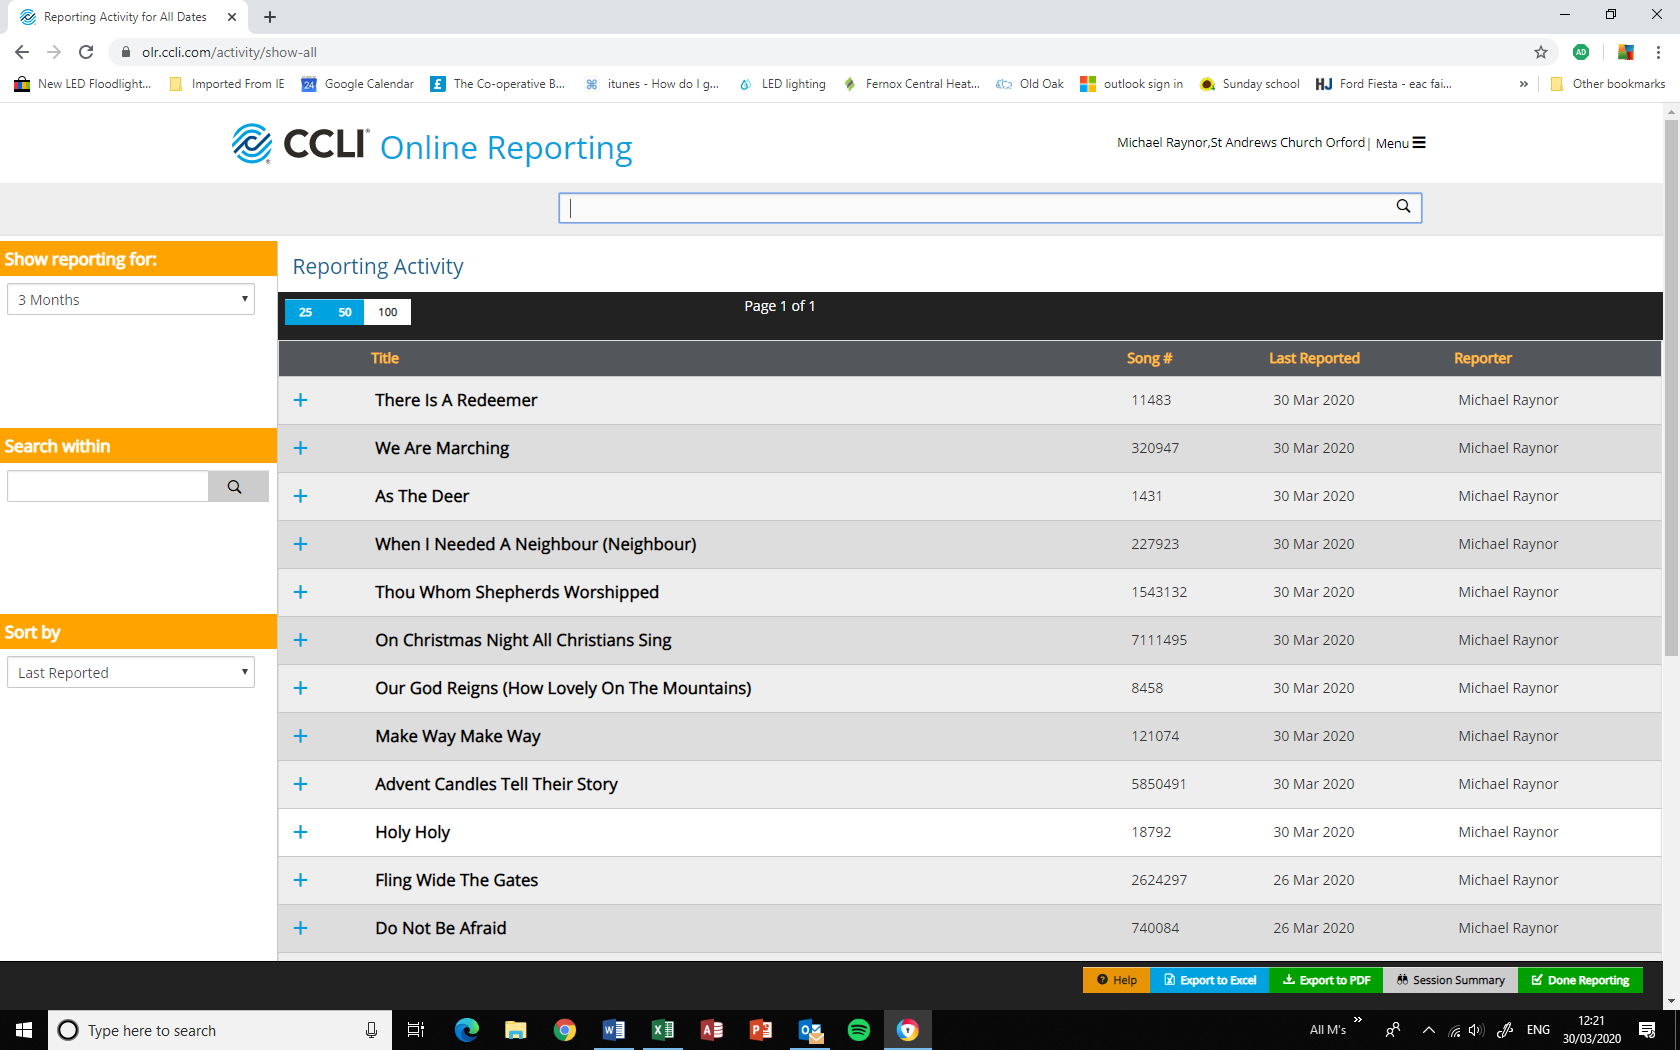 Reporting Activity for All Dates
olr.ccli.com/activity/show-all
New LED Floodlight... Imported From IE 24 Google Calendar £ The Co-operative B... itunes - How do I g... LED lighting Fernox Central Heat... Old Oak outlook sign in Sunday school HJ Ford Fiesta - eac fai... » Other bookmarks
CCLI® Online Reporting
Michael Raynor,St Andrews Church Orford| Menu
Show reporting for:
3 Months
Search within
Sort by
Last Reported
Reporting Activity
25 50 100 Page 1 of 1
Title Song # Last Reported Reporter
+ There Is A Redeemer 11483 30 Mar 2020 Michael Raynor
+ We Are Marching 320947 30 Mar 2020 Michael Raynor
+ As The Deer 1431 30 Mar 2020 Michael Raynor
+ When I Needed A Neighbour (Neighbour) 227923 30 Mar 2020 Michael Raynor
+ Thou Whom Shepherds Worshipped 1543132 30 Mar 2020 Michael Raynor
+ On Christmas Night All Christians Sing 7111495 30 Mar 2020 Michael Raynor
+ Our God Reigns (How Lovely On The Mountains) 8458 30 Mar 2020 Michael Raynor
+ Make Way Make Way 121074 30 Mar 2020 Michael Raynor
+ Advent Candles Tell Their Story 5850491 30 Mar 2020 Michael Raynor
+ Holy Holy 18792 30 Mar 2020 Michael Raynor
+ Fling Wide The Gates 2624297 26 Mar 2020 Michael Raynor
+ Do Not Be Afraid 740084 26 Mar 2020 Michael Raynor
Help Export to Excel Export to PDF Session Summary Done Reporting
Type here to search
All M's » ENG 12:21
30/03/2020